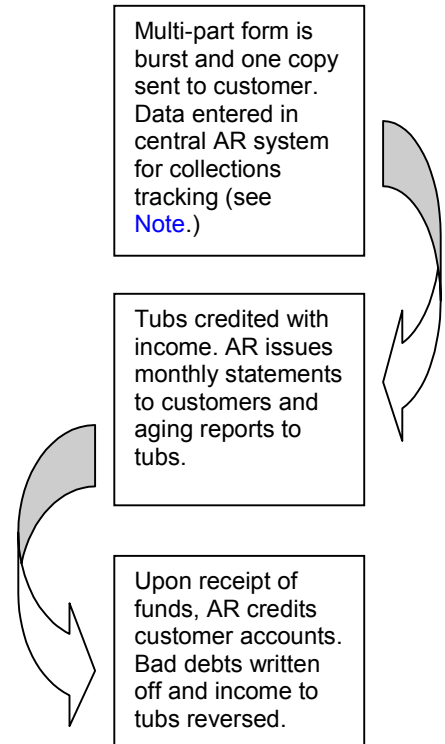 Multi-part form is
burst and one copy
sent to customer.
Data entered in
central AR system
for collections
tracking (see
Note.)
Tubs credited with
income. AR issues
monthly statements
to customers and
aging reports to
tubs.
Upon receipt of
funds, AR credits
customer accounts.
Bad debts written
off and income to
tubs reversed.